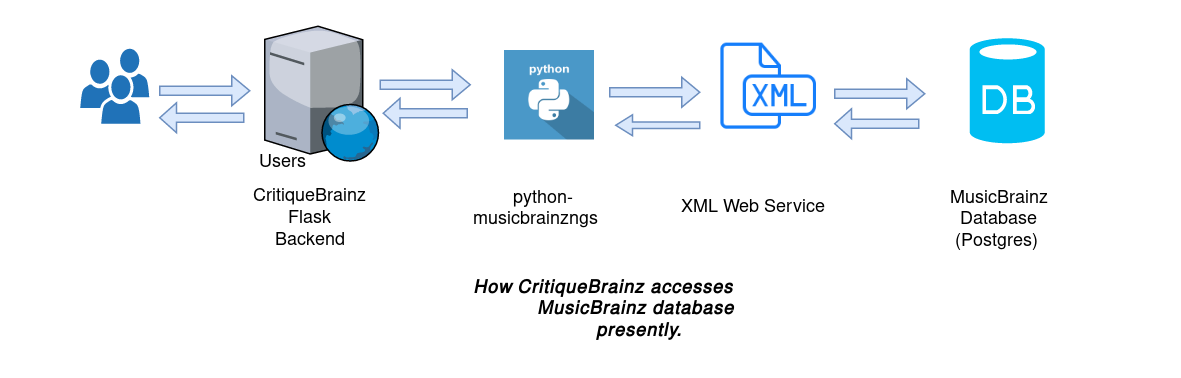 python
XML
DB
Users
CritiqueBrainz
Flask
Backend
python-
musicbrainzngs
XML Web Service
MusicBrainz
Database
(Postgres)
How CritiqueBrainz accesses
MusicBrainz database
presently.